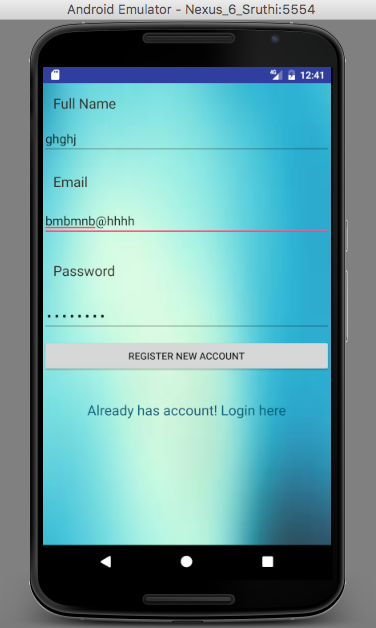 Android Emulator - Nexus_6_Sruthi:5554
4G 12:41
Full Name
ghghj
Email
bmbmnb@hhhh
Password
••••••••
REGISTER NEW ACCOUNT
Already has account! Login here